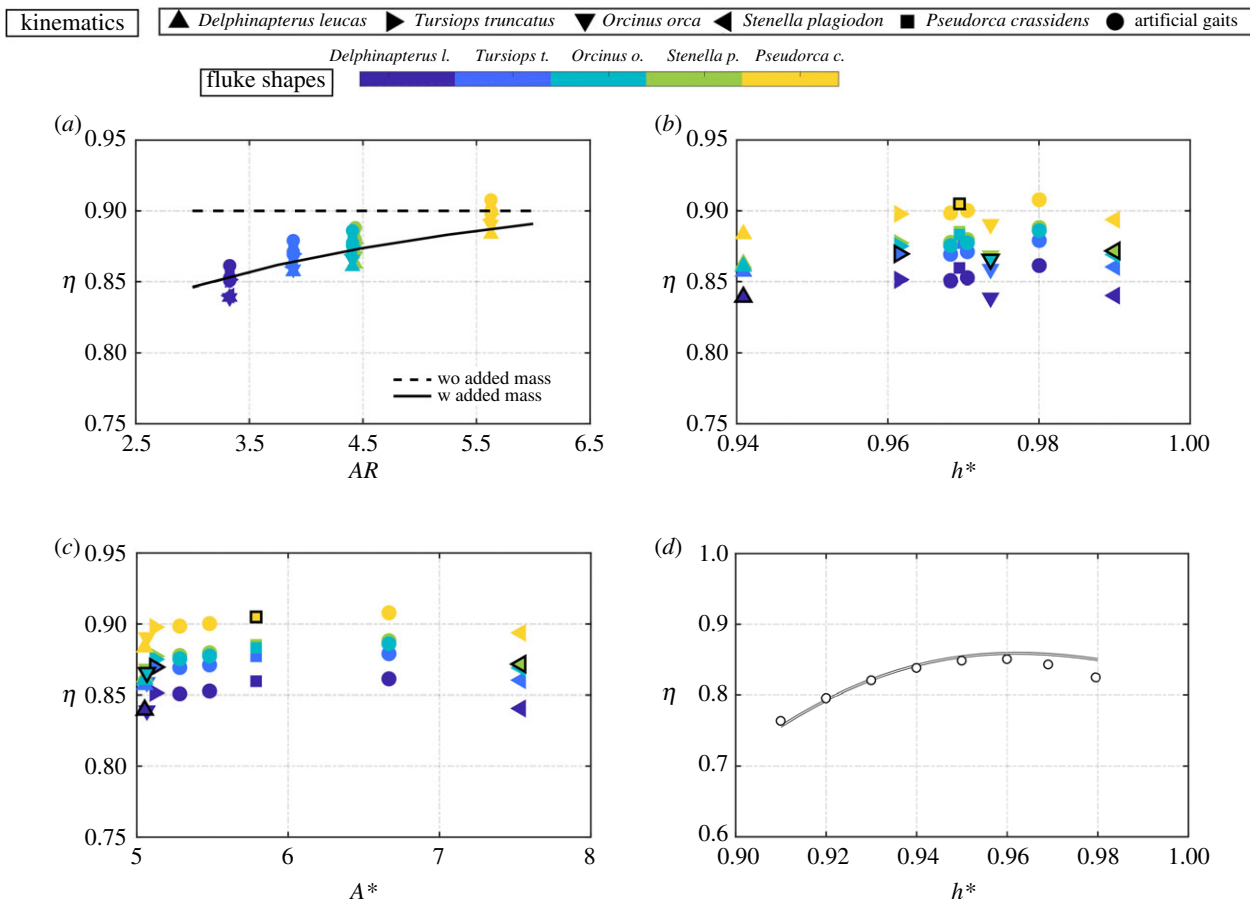 kinematics
Delphinapterus leucas Tursiops truncatus Orcinus orca Stenella plagiodon Pseudorca crassidens artificial gaits
Delphinapterus l. Tursiops t. Orcinus o. Stenella p. Pseudorca c.
fluke shapes
(a)
0.95
0.90
η 0.85
0.80
0.75
wo added mass
w added mass
2.5 3.5 4.5 5.5 6.5
AR
(b)
0.95
0.90
η 0.85
0.80
0.75
0.94 0.96 0.98 1.00
h*
(c)
0.95
0.90
η 0.85
0.80
0.75
5 6 7 8
A*
(d)
1.0
0.9
η 0.8
0.7
0.6
0.90 0.92 0.94 0.96 0.98 1.00
h*